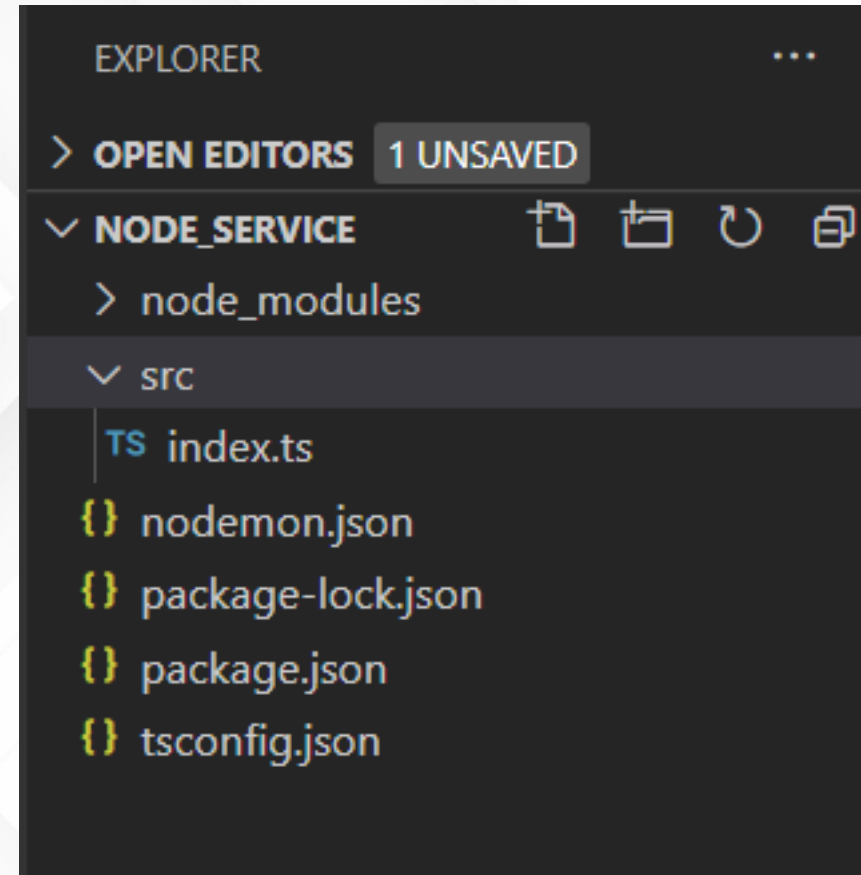 EXPLORER ...
OPEN EDITORS 1 UNSAVED
NODE_SERVICE
node_modules
src
TS index.ts
{} nodemon.json
{} package-lock.json
{} package.json
{} tsconfig.json